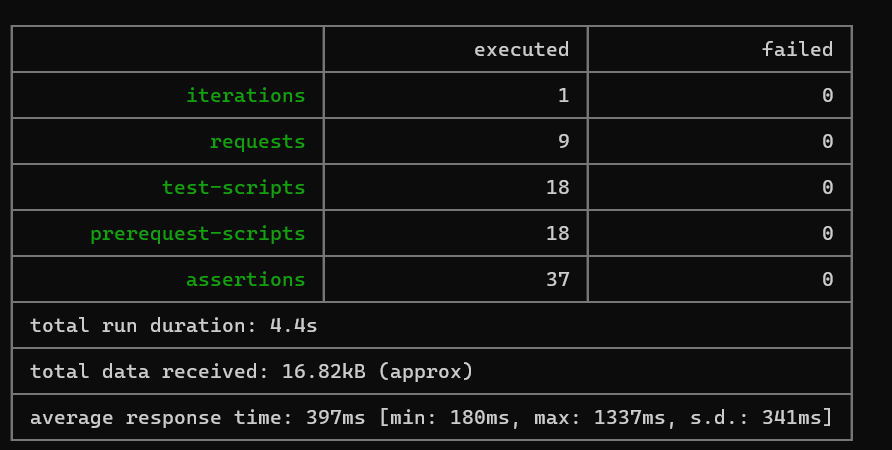 executed failed
iterations 1 0
requests 9 0
test-scripts 18 0
prerequest-scripts 18 0
assertions 37 0
total run duration: 4.4s
total data received: 16.82kB (approx)
average response time: 397ms [min: 180ms, max: 1337ms, s.d.: 341ms]